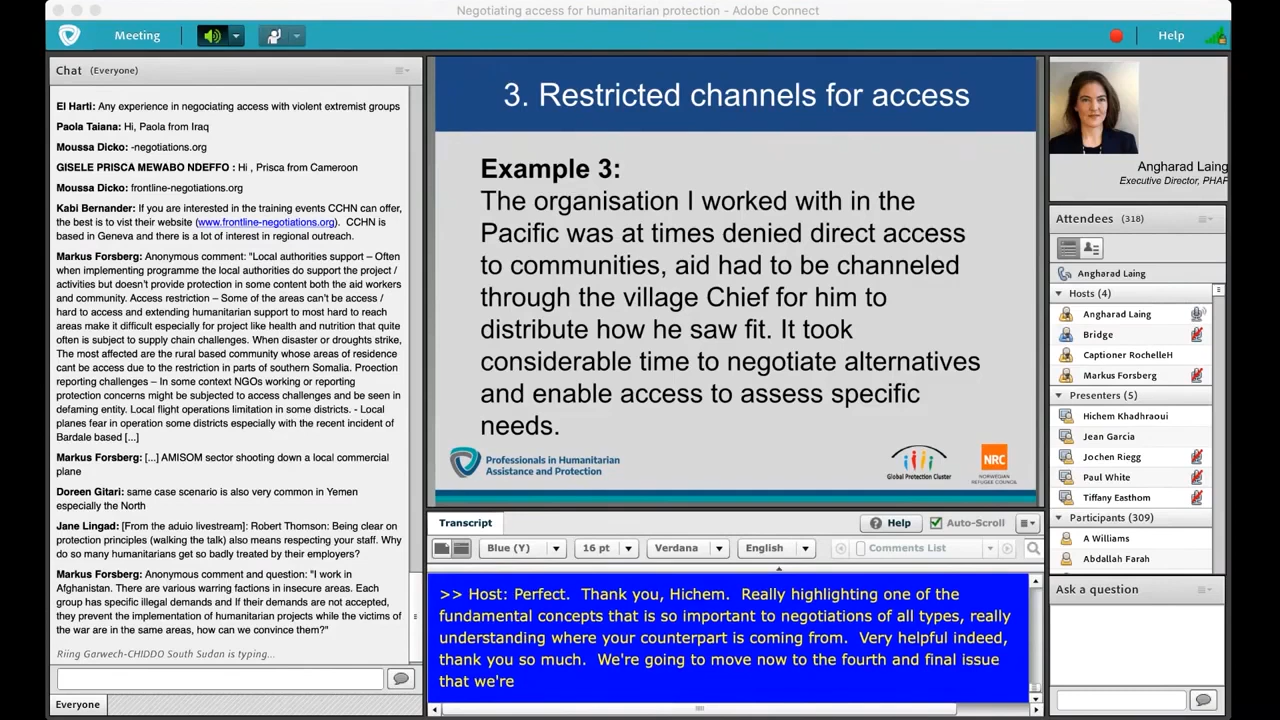 Negotiating access for humanitarian protection - Adobe Connect
Meeting
Help
Chat (Everyone)
El Harti: Any experience in negociating access with violent extremist groups
Paola Taiana: Hi, Paola from Iraq
Moussa Dicko: -negotiations.org
GISELE PRISCA MEWABO NDEFFO : Hi , Prisca from Cameroon
Moussa Dicko: frontline-negotiations.org
Kabi Bernander: If you are interested in the training events CCHN can offer,
the best is to visit their website (www.frontline-negotiations.org). CCHN is
based in Geneva and there is a lot of interest in regional outreach.
Markus Forsberg: Anonymous comment: "Local authorities support – Often
when implementing programme the local authorities do support the project /
activities but doesn't provide protection in some content both the aid workers
and community. Access restriction – Some of the areas can't be access /
hard to access and extending humanitarian support to most hard to reach
areas make it difficult especially for project like health and nutrition that quite
often is subject to supply chain challenges. When disaster or droughts strike,
The most affected are the rural based community whose areas of residence
cant be access due to the restriction in parts of southern Somalia. Proection
reporting challenges – In some context NGOs working or reporting
protection concerns might be subjected to access challenges and be seen in
defaming entity. Local flight operations limitation in some districts. - Local
planes fear in operation some districts especially with the recent incident of
Bardale based [...]
Markus Forsberg: [...] AMISOM sector shooting down a local commercial
plane
Doreen Gitari: same case scenario is also very common in Yemen
especially the North
Jane Lingad: [From the aduio livestream]: Robert Thomson: Being clear on
protection principles (walking the talk) also means respecting your staff. Why
do so many humanitarians get so badly treated by their employers?
Markus Forsberg: Anonymous comment and question: "I work in
Afghanistan. There are various warring factions in insecure areas. Each
group has specific illegal demands and If their demands are not accepted,
they prevent the implementation of humanitarian projects while the victims of
the war are in the same areas, how can we convince them?"
Riing Garwech-CHIDDO South Sudan is typing...
Everyone
3. Restricted channels for access
Example 3:
The organisation I worked with in the
Pacific was at times denied direct access
to communities, aid had to be channeled
through the village Chief for him to
distribute how he saw fit. It took
considerable time to negotiate alternatives
and enable access to assess specific
needs.
Professionals in Humanitarian
Assistance and Protection
Global Protection Cluster
NRC
NORWEGIAN
REFUGEE COUNCIL
Transcript
Help
Auto-Scroll
Blue (Y)
16 pt
Verdana
English
Comments List
>> Host: Perfect. Thank you, Hichem. Really highlighting one of the
fundamental concepts that is so important to negotiations of all types, really
understanding where your counterpart is coming from. Very helpful indeed,
thank you so much. We're going to move now to the fourth and final issue
that we're
Angharad Laing
Executive Director, PHAP
Attendees (318)
Angharad Laing
Hosts (4)
Angharad Laing
Bridge
Captioner RochelleH
Markus Forsberg
Presenters (5)
Hichem Khadhraoui
Jean Garcia
Jochen Riegg
Paul White
Tiffany Easthom
Participants (309)
A Williams
Abdallah Farah
Ask a question